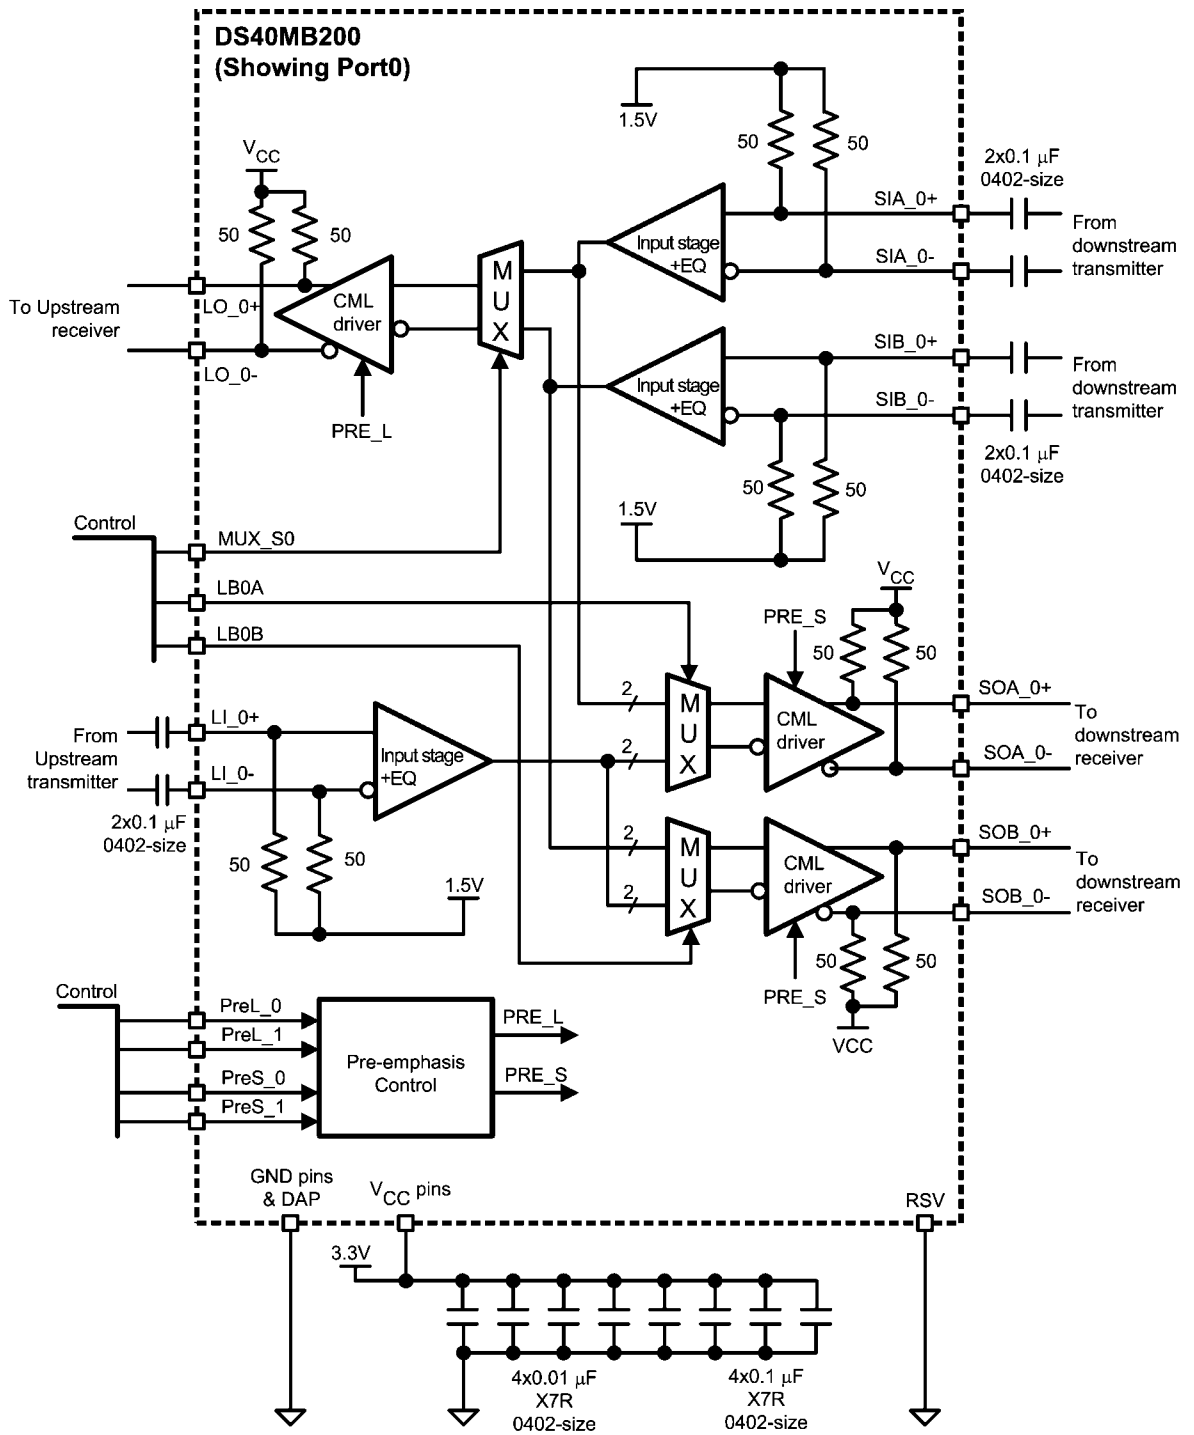 DS40MB200
(Showing Port0)
1.5V
50
50
2x0.1 µF
0402-size
VCC
50
50
SIA_0+
From
downstream
transmitter
SIA_0-
Input stage
+EQ
MUX
CML
driver
To Upstream
receiver
LO_0+
LO_0-
PRE_L
SIB_0+
From
downstream
transmitter
SIB_0-
Input stage
+EQ
2x0.1 µF
0402-size
50
50
1.5V
Control
MUX_S0
LB0A
LB0B
VCC
PRE_S
50
50
2
MUX
CML
driver
SOA_0+
To
downstream
receiver
SOA_0-
2
LI_0+
From
Upstream
transmitter
LI_0-
Input stage
+EQ
2x0.1 µF
0402-size
50
50
1.5V
2
MUX
CML
driver
SOB_0+
To
downstream
receiver
SOB_0-
2
50
50
PRE_S
VCC
Control
PreL_0
PreL_1
PreS_0
PreS_1
Pre-emphasis
Control
PRE_L
PRE_S
GND pins
& DAP
VCC pins
RSV
3.3V
4x0.01 µF
X7R
0402-size
4x0.1 µF
X7R
0402-size